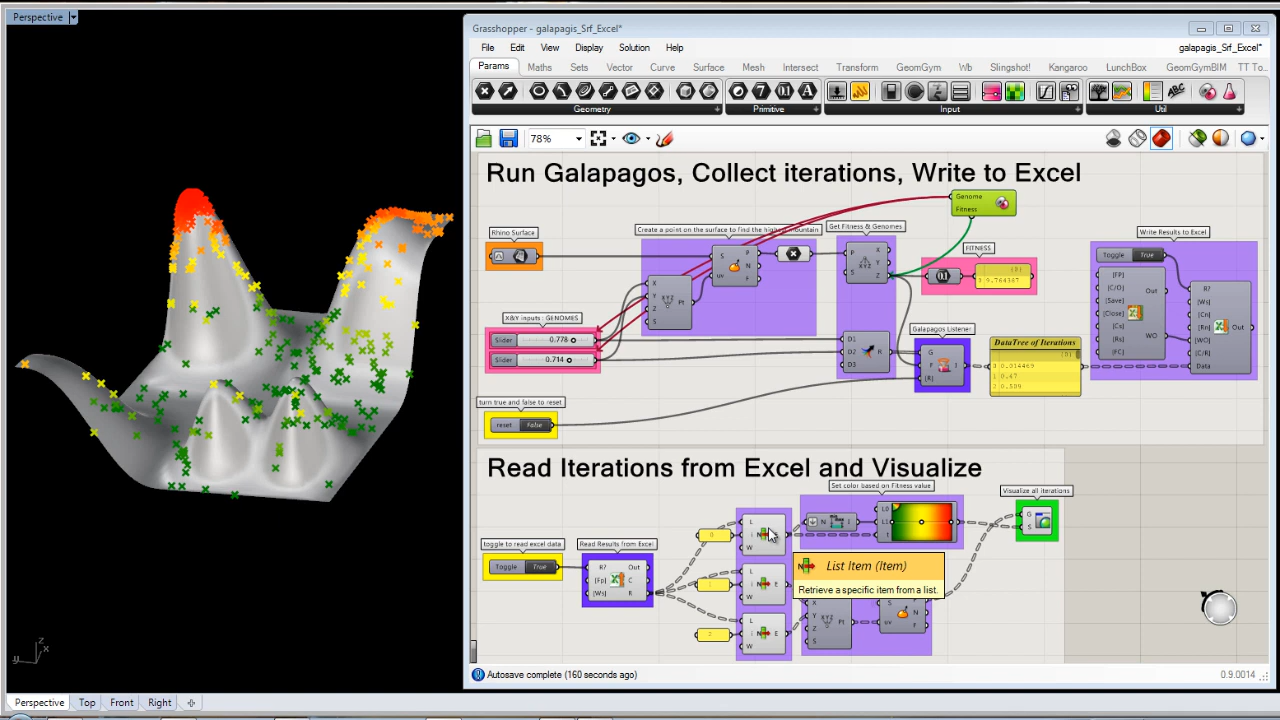 Perspective
Grasshopper - galapagis_Srf_Excel*
File Edit View Display Solution Help
galapagis_Srf_Excel*
Params Maths Sets Vector Curve Surface Mesh Intersect Transform GeomGym Wb Slingshot! Kangaroo LunchBox GeomGymBIM TT To...
Geometry Primitive Input Util
78%
Run Galapagos, Collect iterations, Write to Excel
Genome
Fitness
Rhino Surface
Create a point on the surface to find the highest mountain
Get Fitness & Genomes
FITNESS
Write Results to Excel
Toggle True
{0}
9.764367
X&Y inputs : GENOMES
Slider 0.778
Slider 0.714
Galapagos Listener
DataTree of Iterations
{0}
0 0.014469
1 0.47
2 0.509
turn true and false to reset
reset False
Read Iterations from Excel and Visualize
Set color based on Fitness value
Visualize all iterations
toggle to read excel data
Toggle True
Read Results from Excel
List Item (Item)
Retrieve a specific item from a list.
Autosave complete (160 seconds ago)
0.9.0014
Perspective Top Front Right